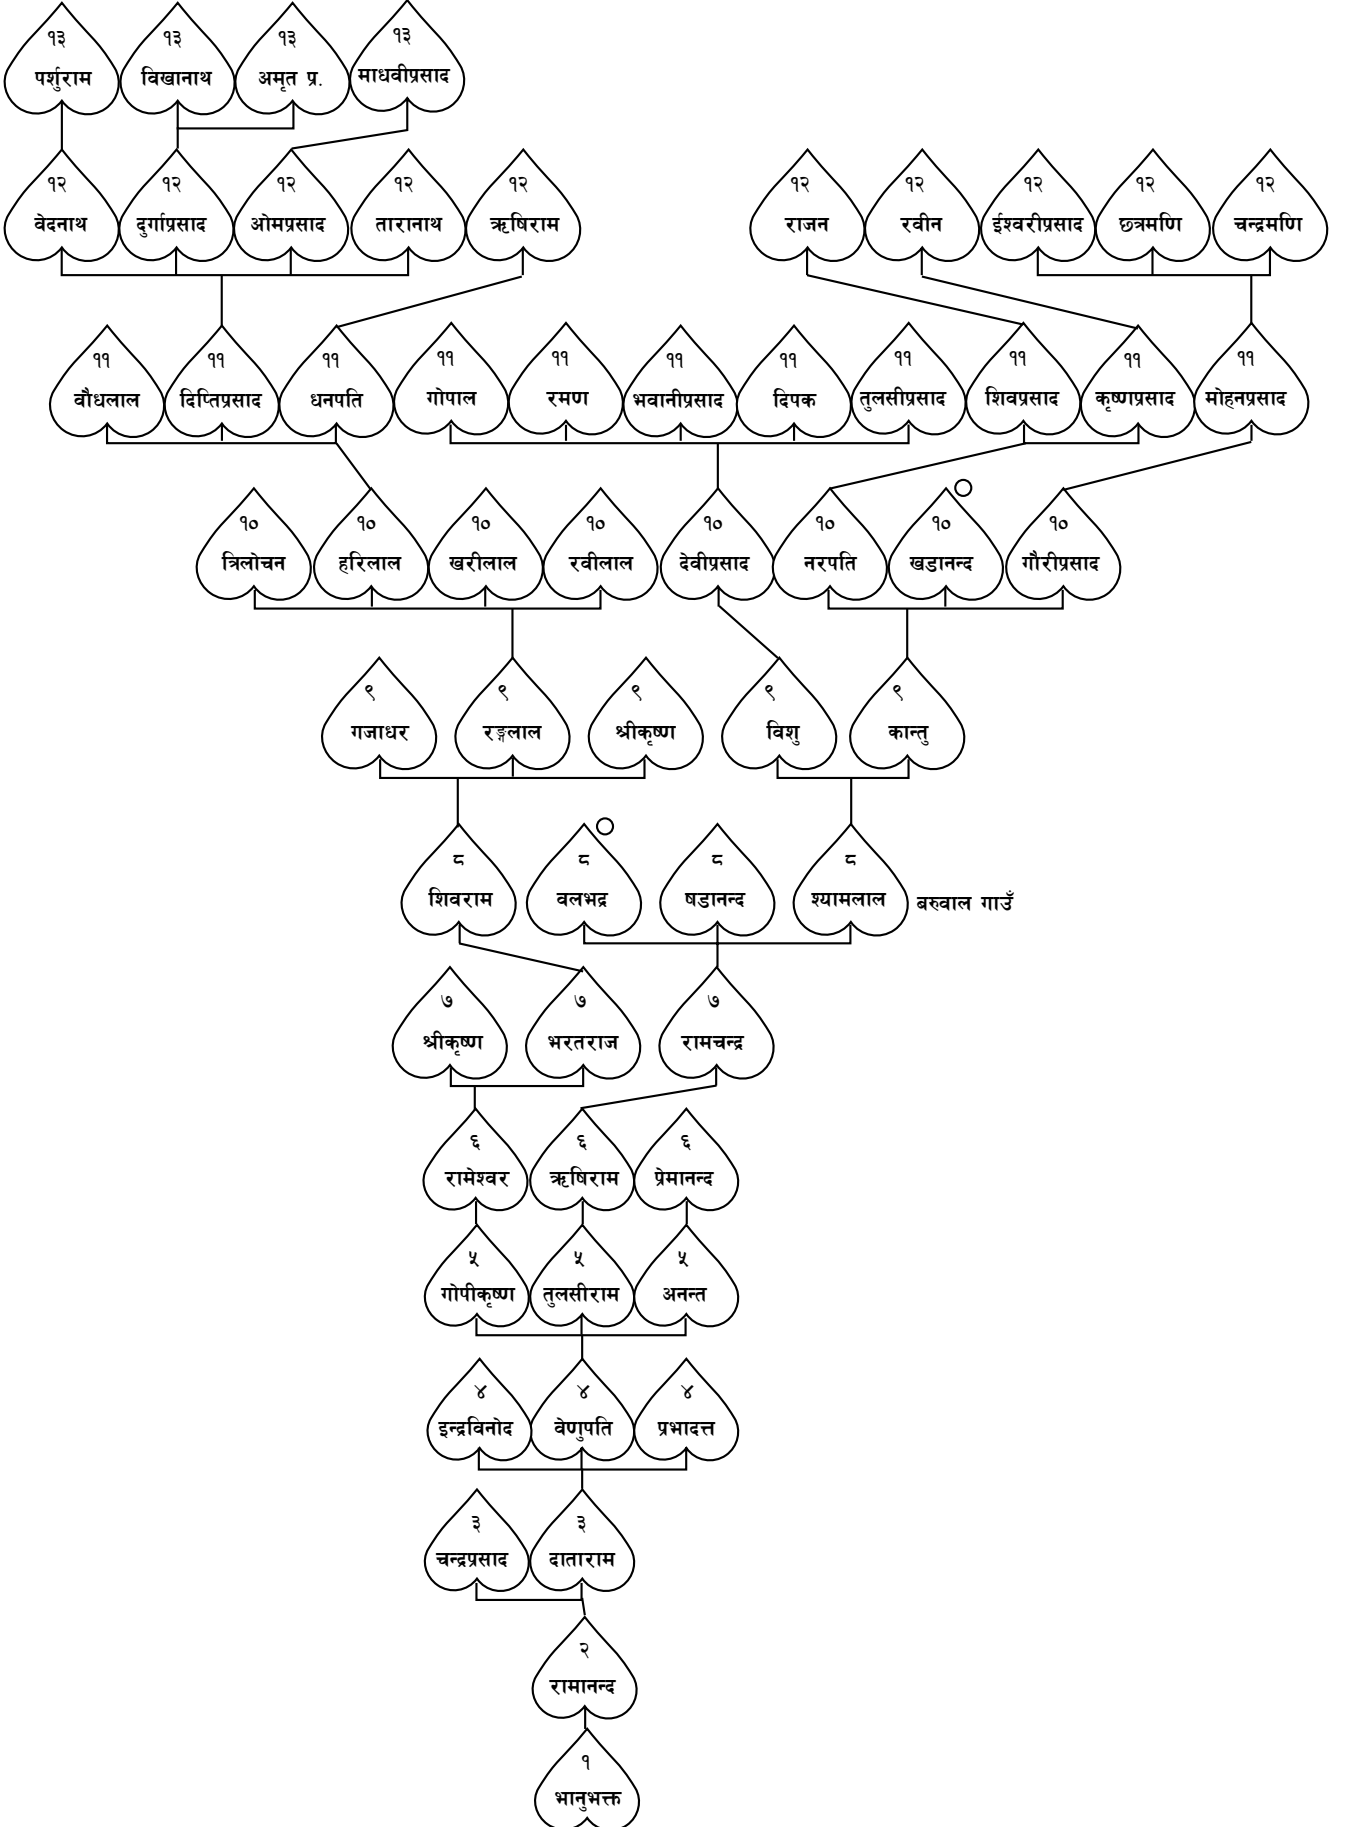 १३ १३ १३ १३
पर्शुराम विखानाथ अमृत प्र. माधवीप्रसाद
१२ १२ १२ १२ १२ १२ १२ १२ १२ १२
वेदनाथ दुर्गाप्रसाद ओमप्रसाद तारानाथ ऋषिराम राजन रवीन ईश्वरीप्रसाद छत्रमणि चन्द्रमणि
११ ११ ११ ११ ११ ११ ११ ११ ११ ११ ११
वौधलाल दिप्तिप्रसाद धनपति गोपाल रमण भवानीप्रसाद दिपक तुलसीप्रसाद शिवप्रसाद कृष्णप्रसाद मोहनप्रसाद
१० १० १० १० १० १० १० १०
त्रिलोचन हरिलाल खरीलाल रवीलाल देवीप्रसाद नरपति खडानन्द गौरीप्रसाद
९ ९ ९ ९ ९
गजाधर रङ्गलाल श्रीकृष्ण विशु कान्तु
८ ८ ८ ८
शिवराम वलभद्र षडानन्द श्यामलाल बरुवाल गाउँ
७ ७ ७
श्रीकृष्ण भरतराज रामचन्द्र
६ ६ ६
रामेश्वर ऋषिराम प्रेमानन्द
५ ५ ५
गोपीकृष्ण तुलसीराम अनन्त
४ ४ ४
इन्द्रविनोद वेणुपति प्रभादत्त
३ ३
चन्द्रप्रसाद दाताराम
२
रामानन्द
१
भानुभक्त